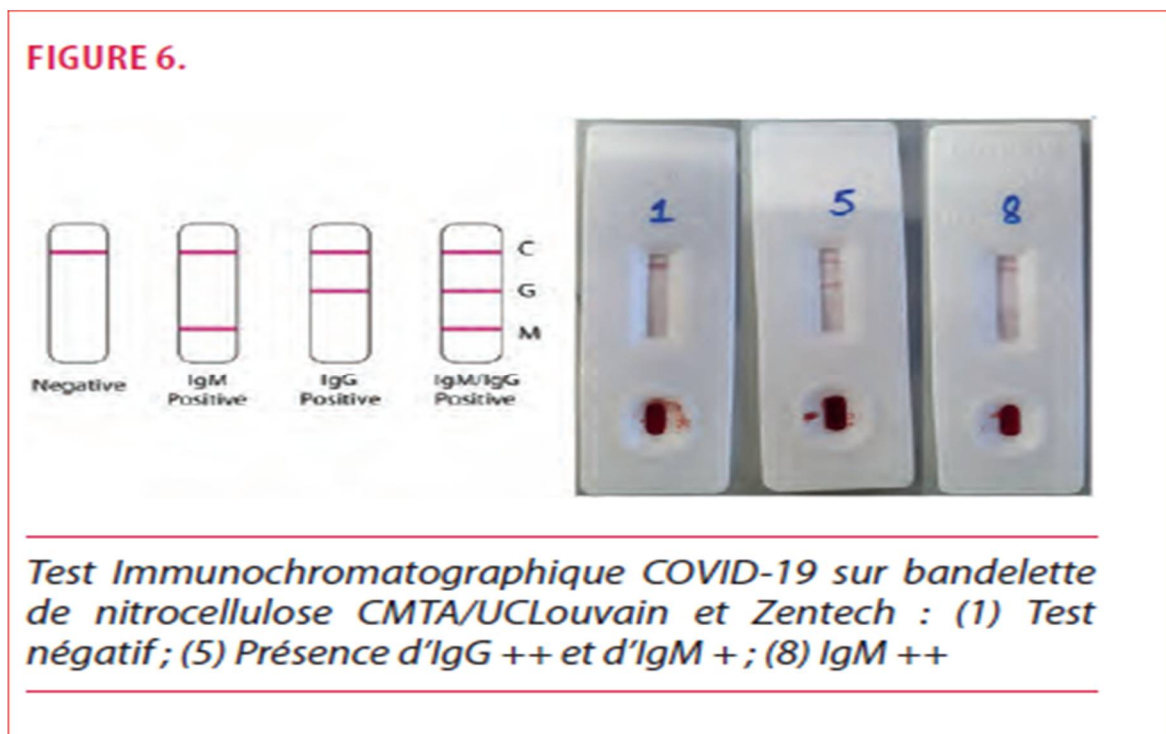 FIGURE 6.
1 5 8
C
G
M
Negative
IgM
Positive
IgG
Positive
IgM/IgG
Positive
Test Immunochromatographique COVID-19 sur bandelette
de nitrocellulose CMTA/UCLouvain et Zentech : (1) Test
négatif ; (5) Présence d'IgG ++ et d'IgM + ; (8) IgM ++